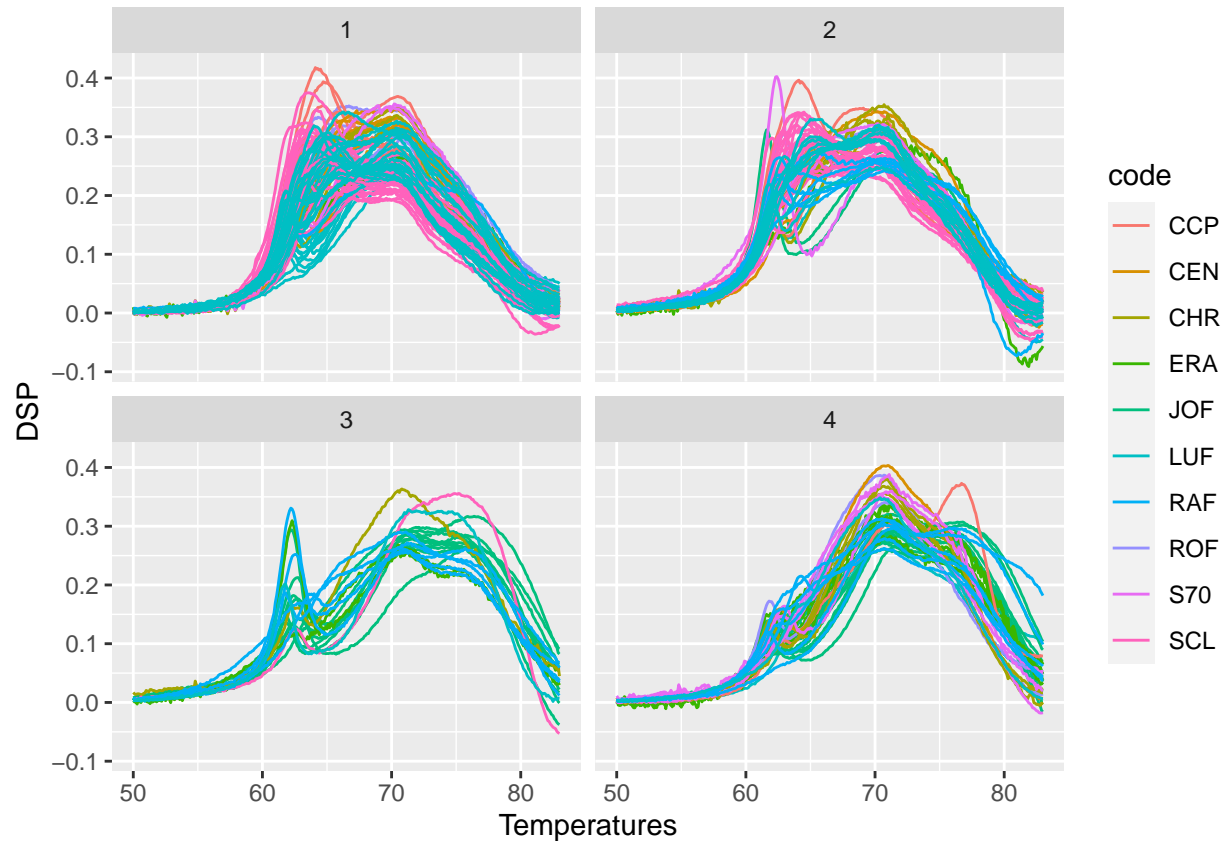 1
2
0.4
0.3
0.2
0.1
0.0
−0.1
3
4
0.4
0.3
0.2
0.1
0.0
−0.1
50
60
70
80
50
60
70
80
Temperatures
DSP
code
CCP
CEN
CHR
ERA
JOF
LUF
RAF
ROF
S70
SCL